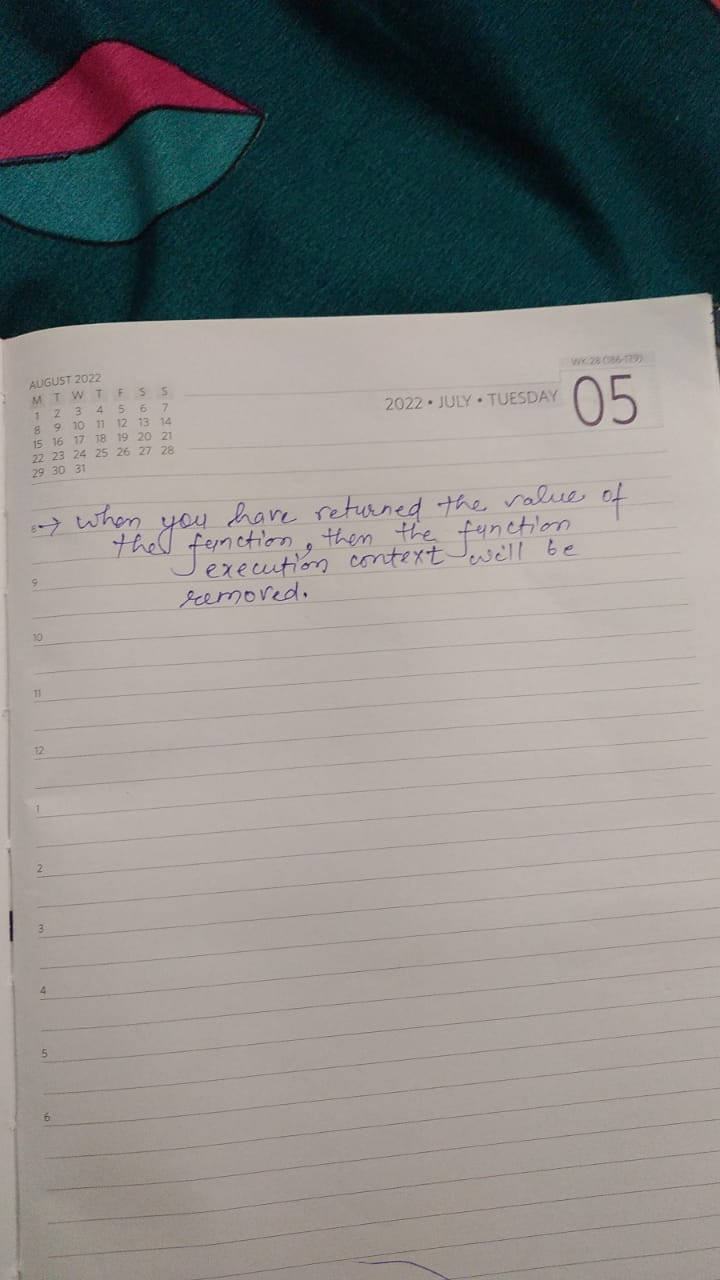 AUGUST 2022
M T W T F S S
1 2 3 4 5 6 7
8 9 10 11 12 13 14
15 16 17 18 19 20 21
22 23 24 25 26 27 28
29 30 31
WK 28 (186-179)
2022 • JULY • TUESDAY 05
8 → when you have returned the value of
the function, then the function
9 execution context will be
removed.
10
11
12
1
2
3
4
5
6